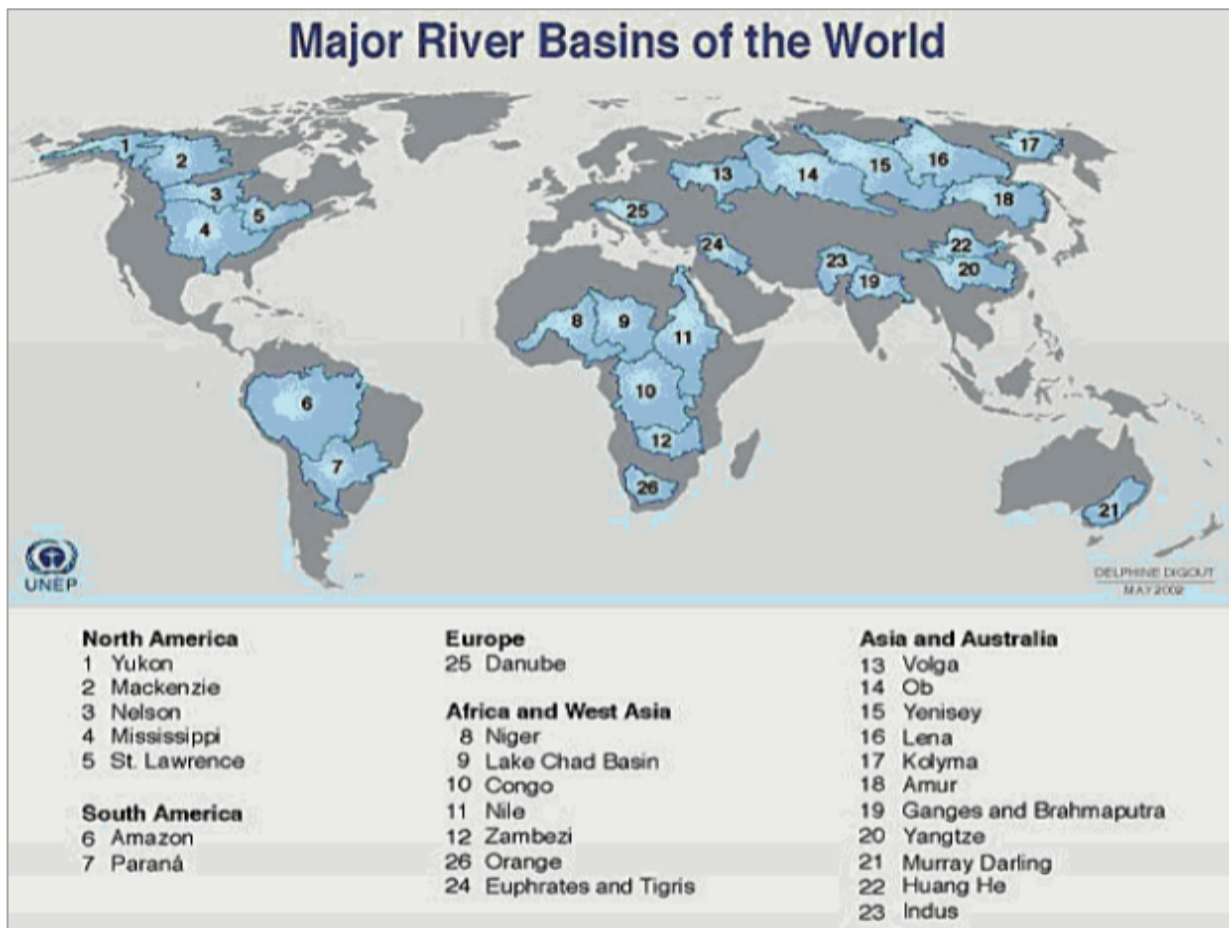 Major River Basins of the World
1
2
3
4
5
6
7
8
9
10
11
12
13
14
15
16
17
18
19
20
21
22
23
24
25
26
UNEP
DELPHINE DIGOUT
MAY 2002
North America
1 Yukon
2 Mackenzie
3 Nelson
4 Mississippi
5 St. Lawrence
South America
6 Amazon
7 Paraná
Europe
25 Danube
Africa and West Asia
8 Niger
9 Lake Chad Basin
10 Congo
11 Nile
12 Zambezi
26 Orange
24 Euphrates and Tigris
Asia and Australia
13 Volga
14 Ob
15 Yenisey
16 Lena
17 Kolyma
18 Amur
19 Ganges and Brahmaputra
20 Yangtze
21 Murray Darling
22 Huang He
23 Indus